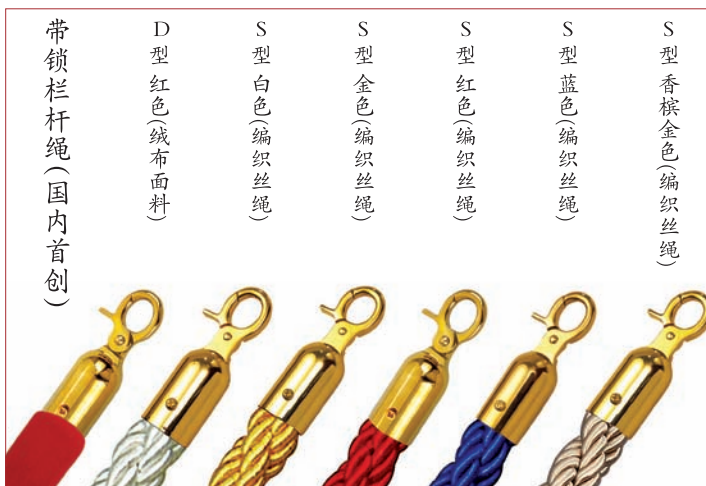 带锁栏杆绳(国内首创)
D型 红色(绒布面料)
S型 白色(编织丝绳)
S型 金色(编织丝绳)
S型 红色(编织丝绳)
S型 蓝色(编织丝绳)
S型 香槟金色(编织丝绳)